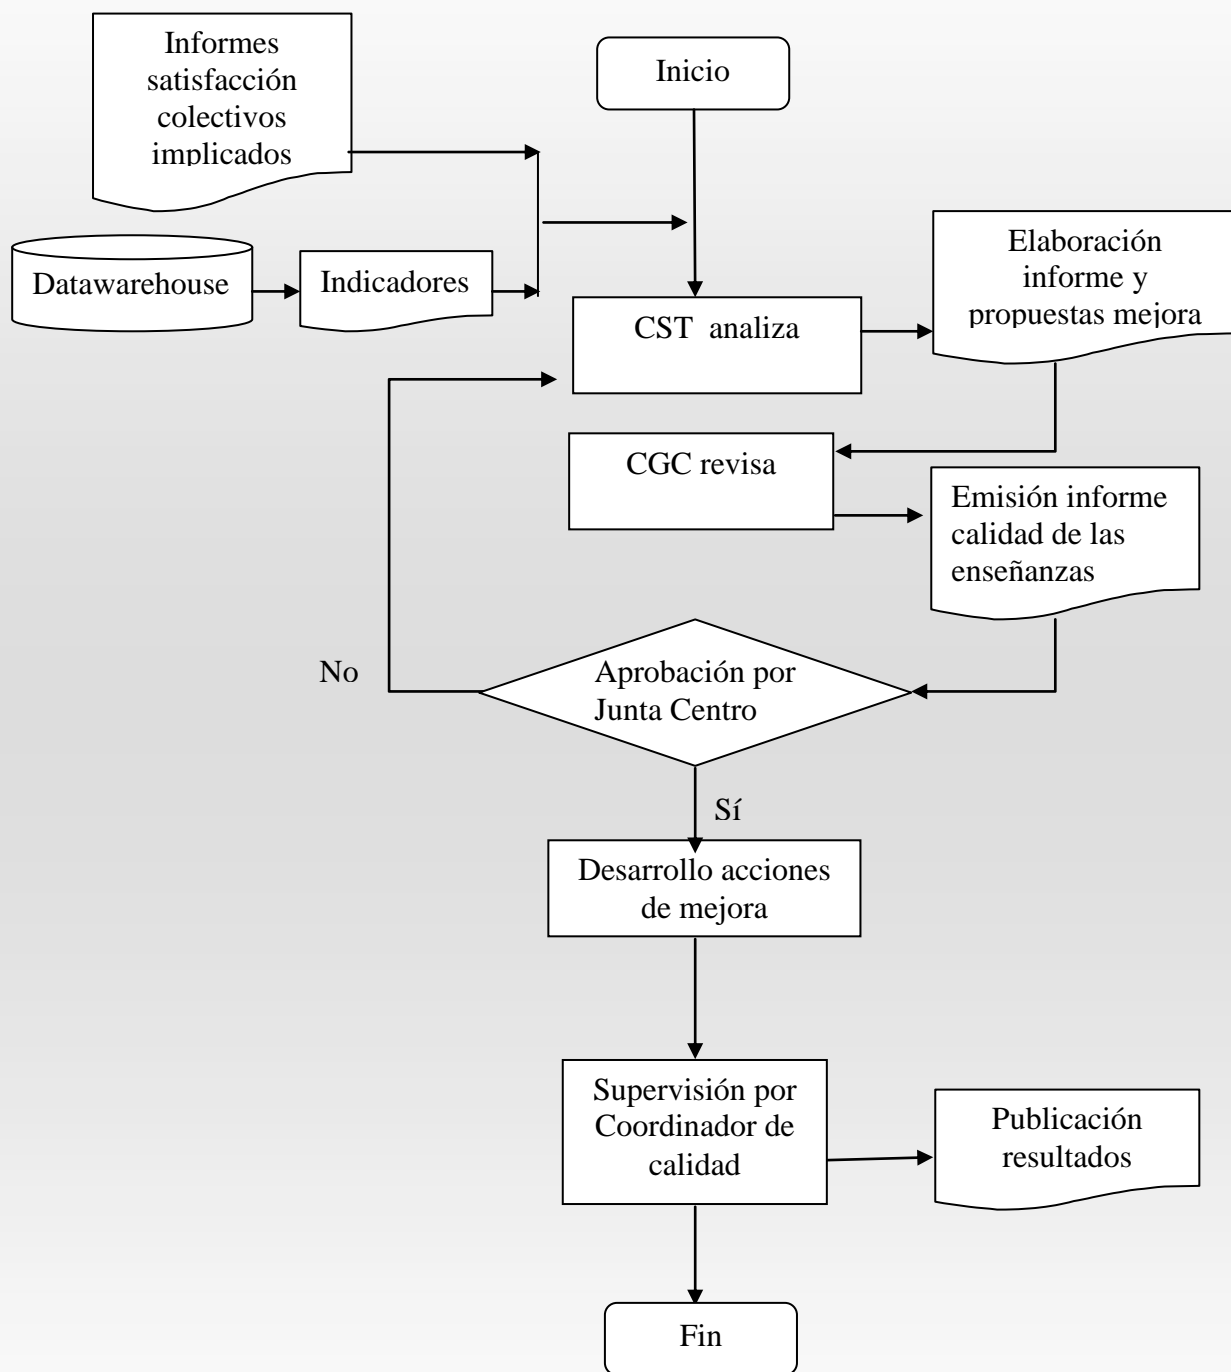 Informes
satisfacción
colectivos
implicados
Inicio
Datawarehouse
Indicadores
CST analiza
Elaboración
informe y
propuestas mejora
CGC revisa
Emisión informe
calidad de las
enseñanzas
No
Aprobación por
Junta Centro
Sí
Desarrollo acciones
de mejora
Supervisión por
Coordinador de
calidad
Publicación
resultados
Fin